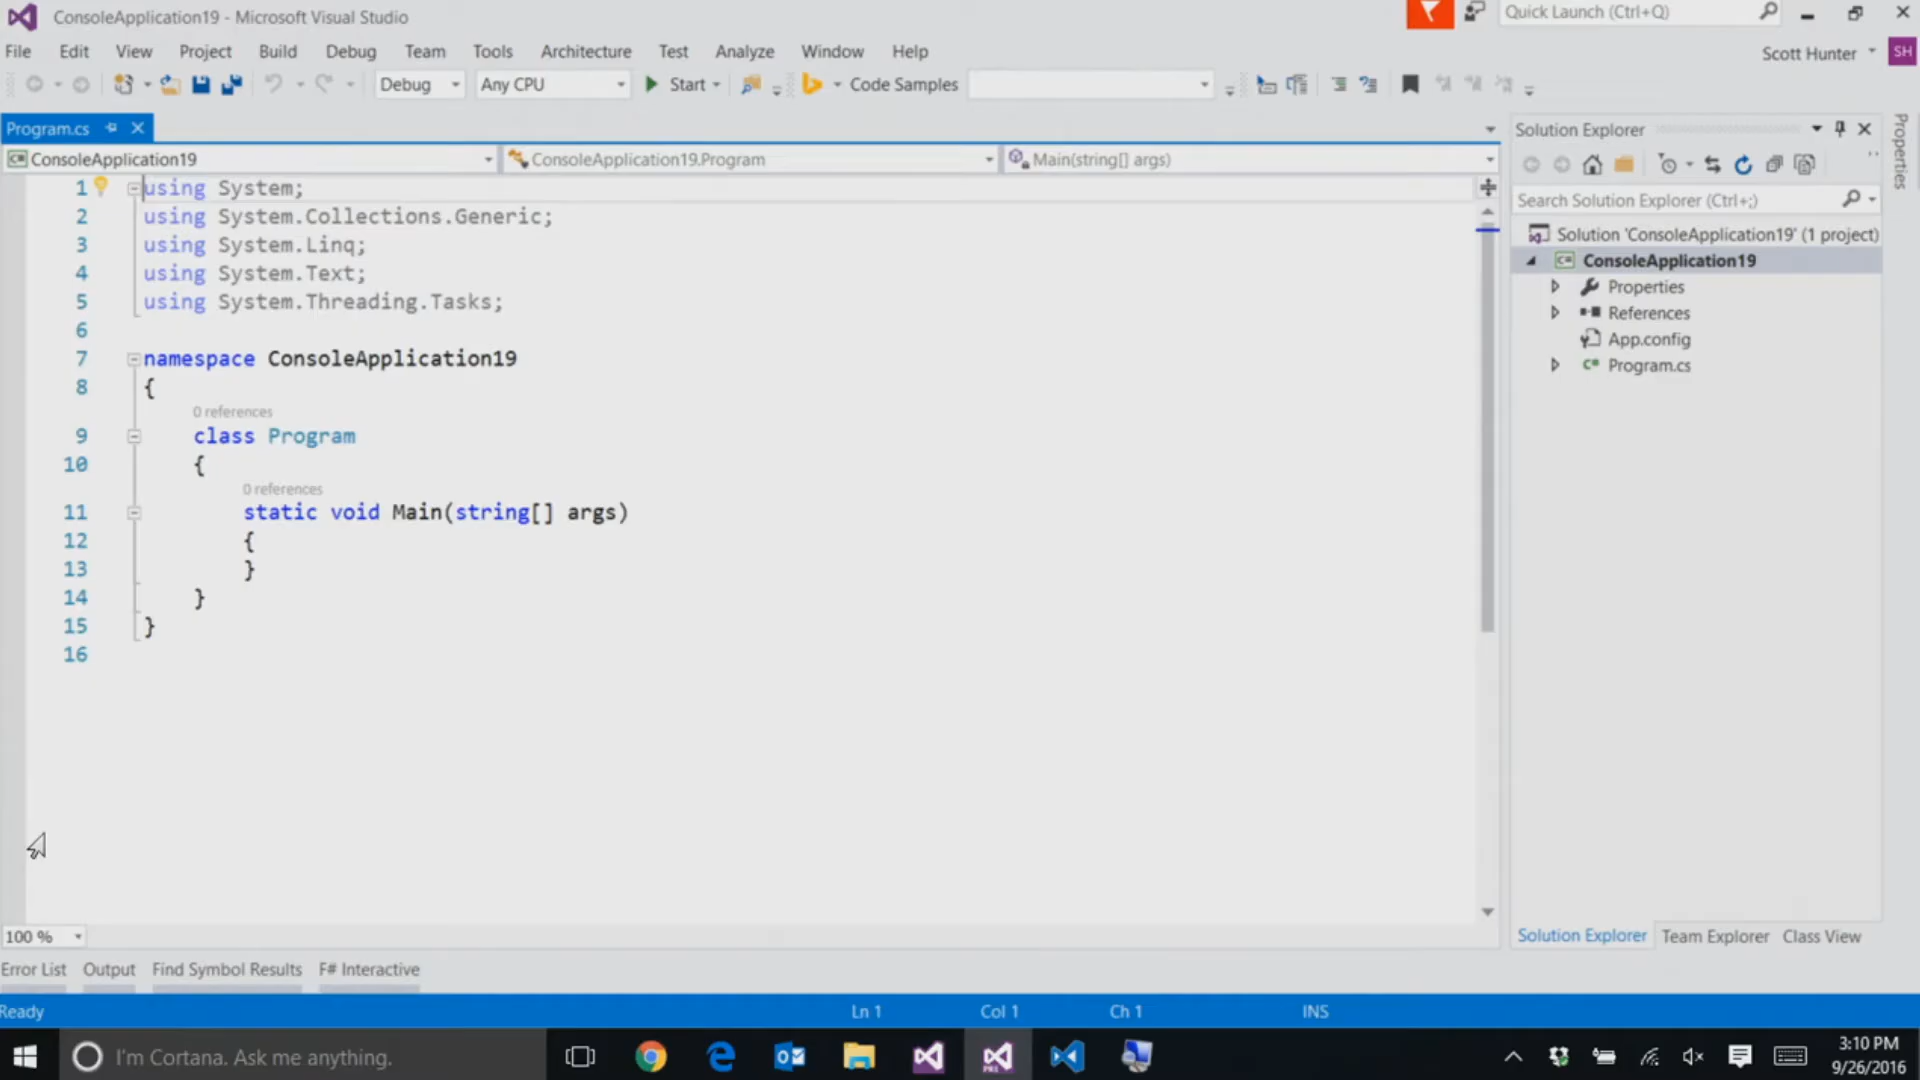 ConsoleApplication19 - Microsoft Visual Studio
Quick Launch (Ctrl+Q)
File Edit View Project Build Debug Team Tools Architecture Test Analyze Window Help
Scott Hunter SH
Debug Any CPU Start Code Samples
Program.cs
Solution Explorer
Properties
ConsoleApplication19 ConsoleApplication19.Program Main(string[] args)
Search Solution Explorer (Ctrl+;)
Solution 'ConsoleApplication19' (1 project)
ConsoleApplication19
Properties
References
App.config
Program.cs
1 using System;
2 using System.Collections.Generic;
3 using System.Linq;
4 using System.Text;
5 using System.Threading.Tasks;
6
7 namespace ConsoleApplication19
8 {
0 references
9 class Program
10 {
0 references
11 static void Main(string[] args)
12 {
13 }
14 }
15 }
16
100 %
Solution Explorer Team Explorer Class View
Error List Output Find Symbol Results F# Interactive
Ready Ln 1 Col 1 Ch 1 INS
I'm Cortana. Ask me anything.
PRE
3:10 PM
9/26/2016